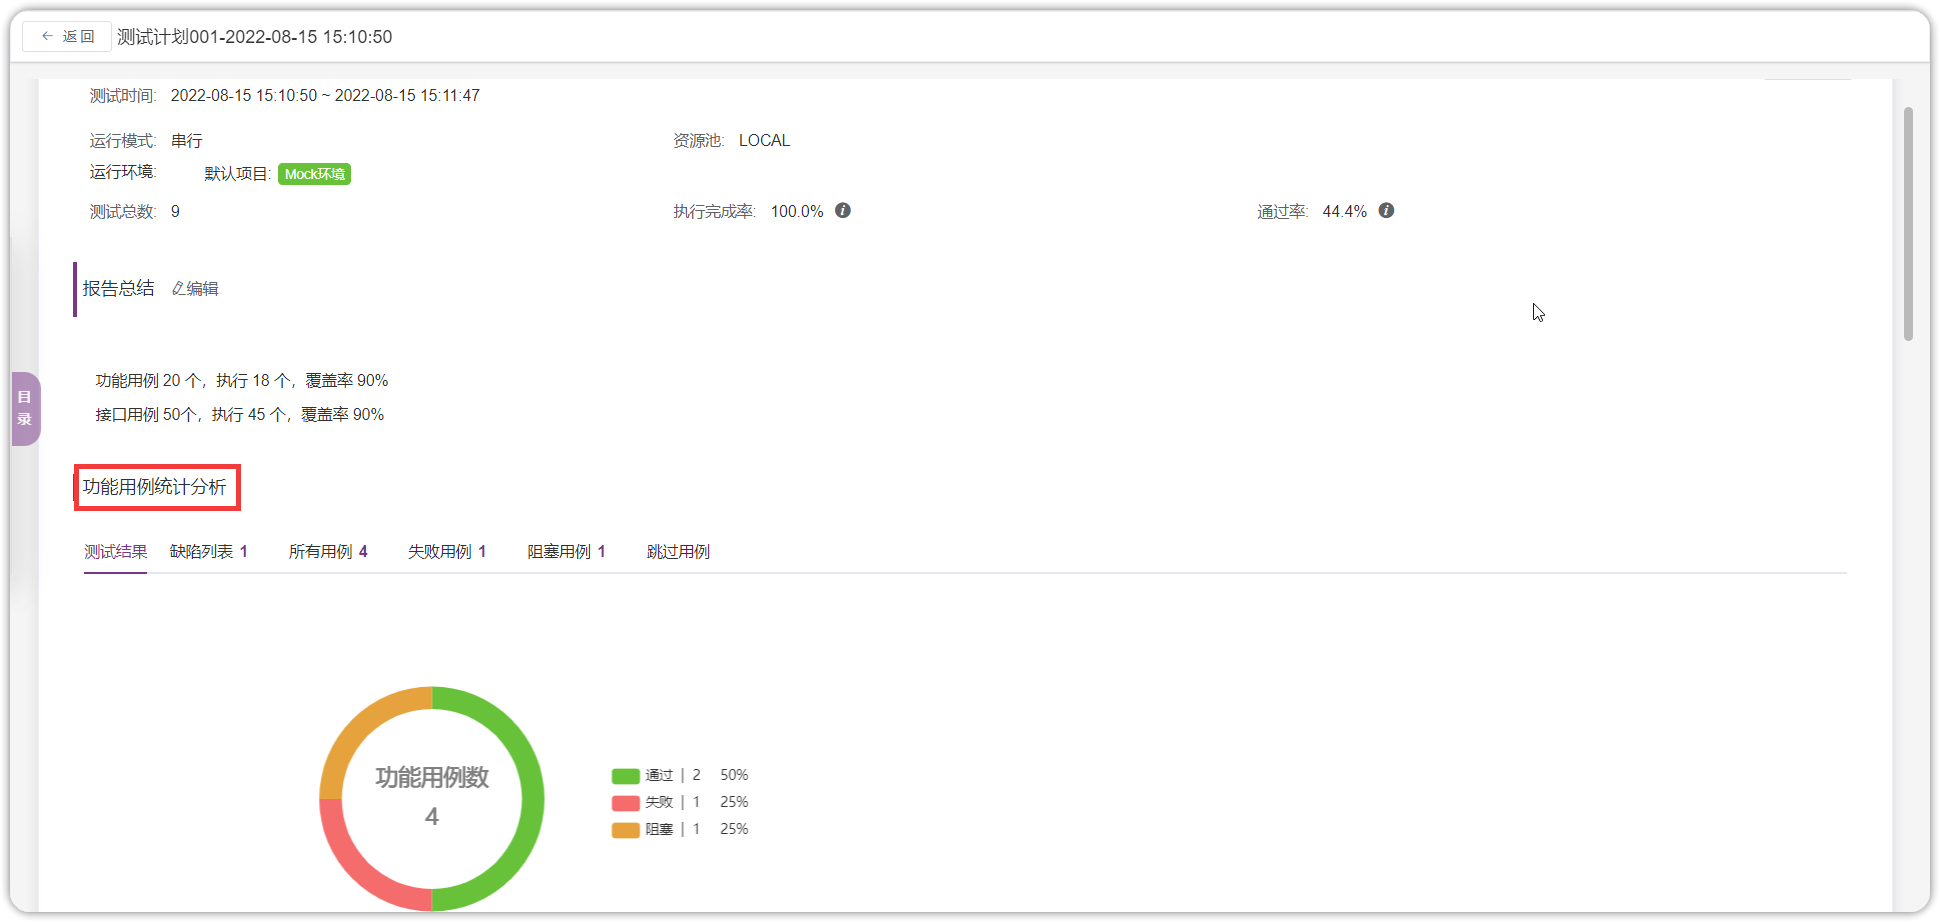 返回 测试计划001-2022-08-15 15:10:50
测试时间: 2022-08-15 15:10:50 ~ 2022-08-15 15:11:47
运行模式: 串行 资源池: LOCAL
运行环境: 默认项目: Mock环境
测试总数: 9 执行完成率: 100.0% 通过率: 44.4%
报告总结 编辑
功能用例 20 个，执行 18 个，覆盖率 90%
接口用例 50个，执行 45 个，覆盖率 90%
目录
功能用例统计分析
测试结果 缺陷列表 1 所有用例 4 失败用例 1 阻塞用例 1 跳过用例
功能用例数
4
通过 | 2 50%
失败 | 1 25%
阻塞 | 1 25%